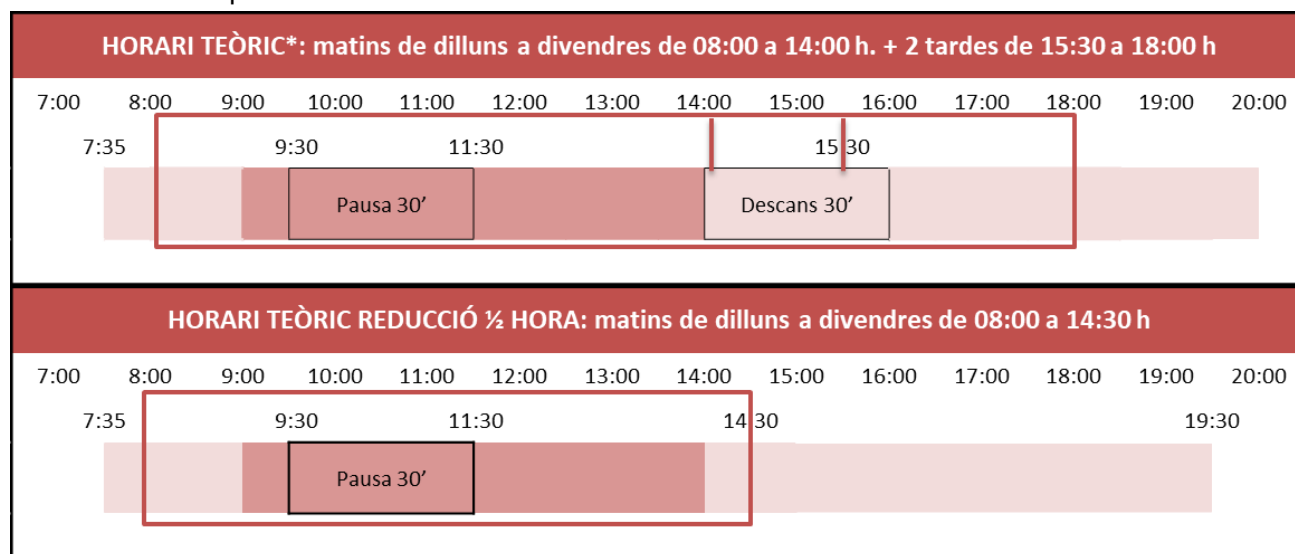 HORARI TEÒRIC*: matins de dilluns a divendres de 08:00 a 14:00 h. + 2 tardes de 15:30 a 18:00 h
7:00 8:00 9:00 10:00 11:00 12:00 13:00 14:00 15:00 16:00 17:00 18:00 19:00 20:00
7:35 9:30 11:30 15:30
Pausa 30’ Descans 30’
HORARI TEÒRIC REDUCCIÓ ½ HORA: matins de dilluns a divendres de 08:00 a 14:30 h
7:00 8:00 9:00 10:00 11:00 12:00 13:00 14:00 15:00 16:00 17:00 18:00 19:00 20:00
7:35 9:30 11:30 14:30 19:30
Pausa 30’